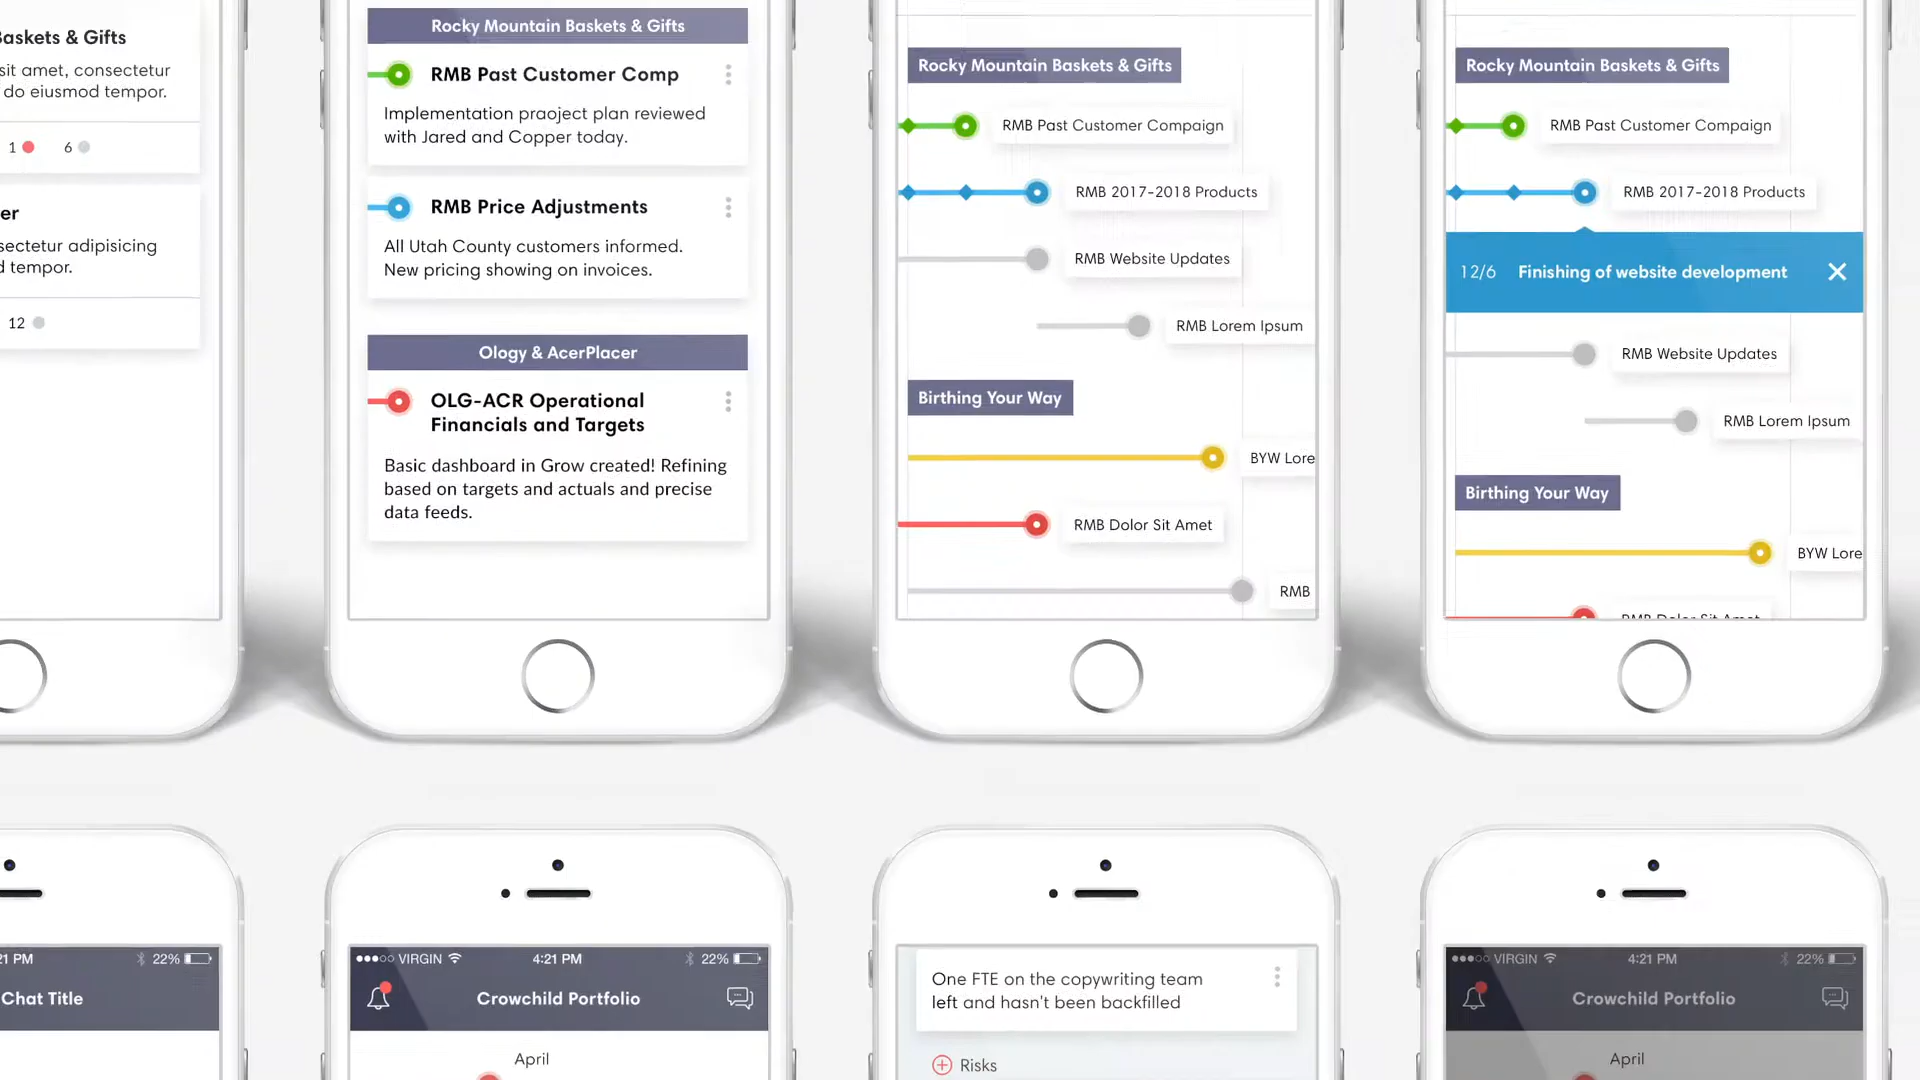 Baskets & Gifts
sit amet, consectetur
do eiusmod tempor.
1 6
er
sectetur adipisicing
d tempor.
12
Rocky Mountain Baskets & Gifts
RMB Past Customer Comp
Implementation praoject plan reviewed
with Jared and Copper today.
RMB Price Adjustments
All Utah County customers informed.
New pricing showing on invoices.
Ology & AcerPlacer
OLG-ACR Operational
Financials and Targets
Basic dashboard in Grow created! Refining
based on targets and actuals and precise
data feeds.
Rocky Mountain Baskets & Gifts
RMB Past Customer Compaign
RMB 2017-2018 Products
RMB Website Updates
RMB Lorem Ipsum
Birthing Your Way
BYW Lore
RMB Dolor Sit Amet
RMB
Rocky Mountain Baskets & Gifts
RMB Past Customer Compaign
RMB 2017-2018 Products
12/6 Finishing of website development
RMB Website Updates
RMB Lorem Ipsum
Birthing Your Way
BYW Lore
RMB Dolor Sit Amet
21 PM 22%
Chat Title
VIRGIN 4:21 PM 22%
Crowchild Portfolio
April
One FTE on the copywriting team
left and hasn't been backfilled
Risks
VIRGIN 4:21 PM 22%
Crowchild Portfolio
April